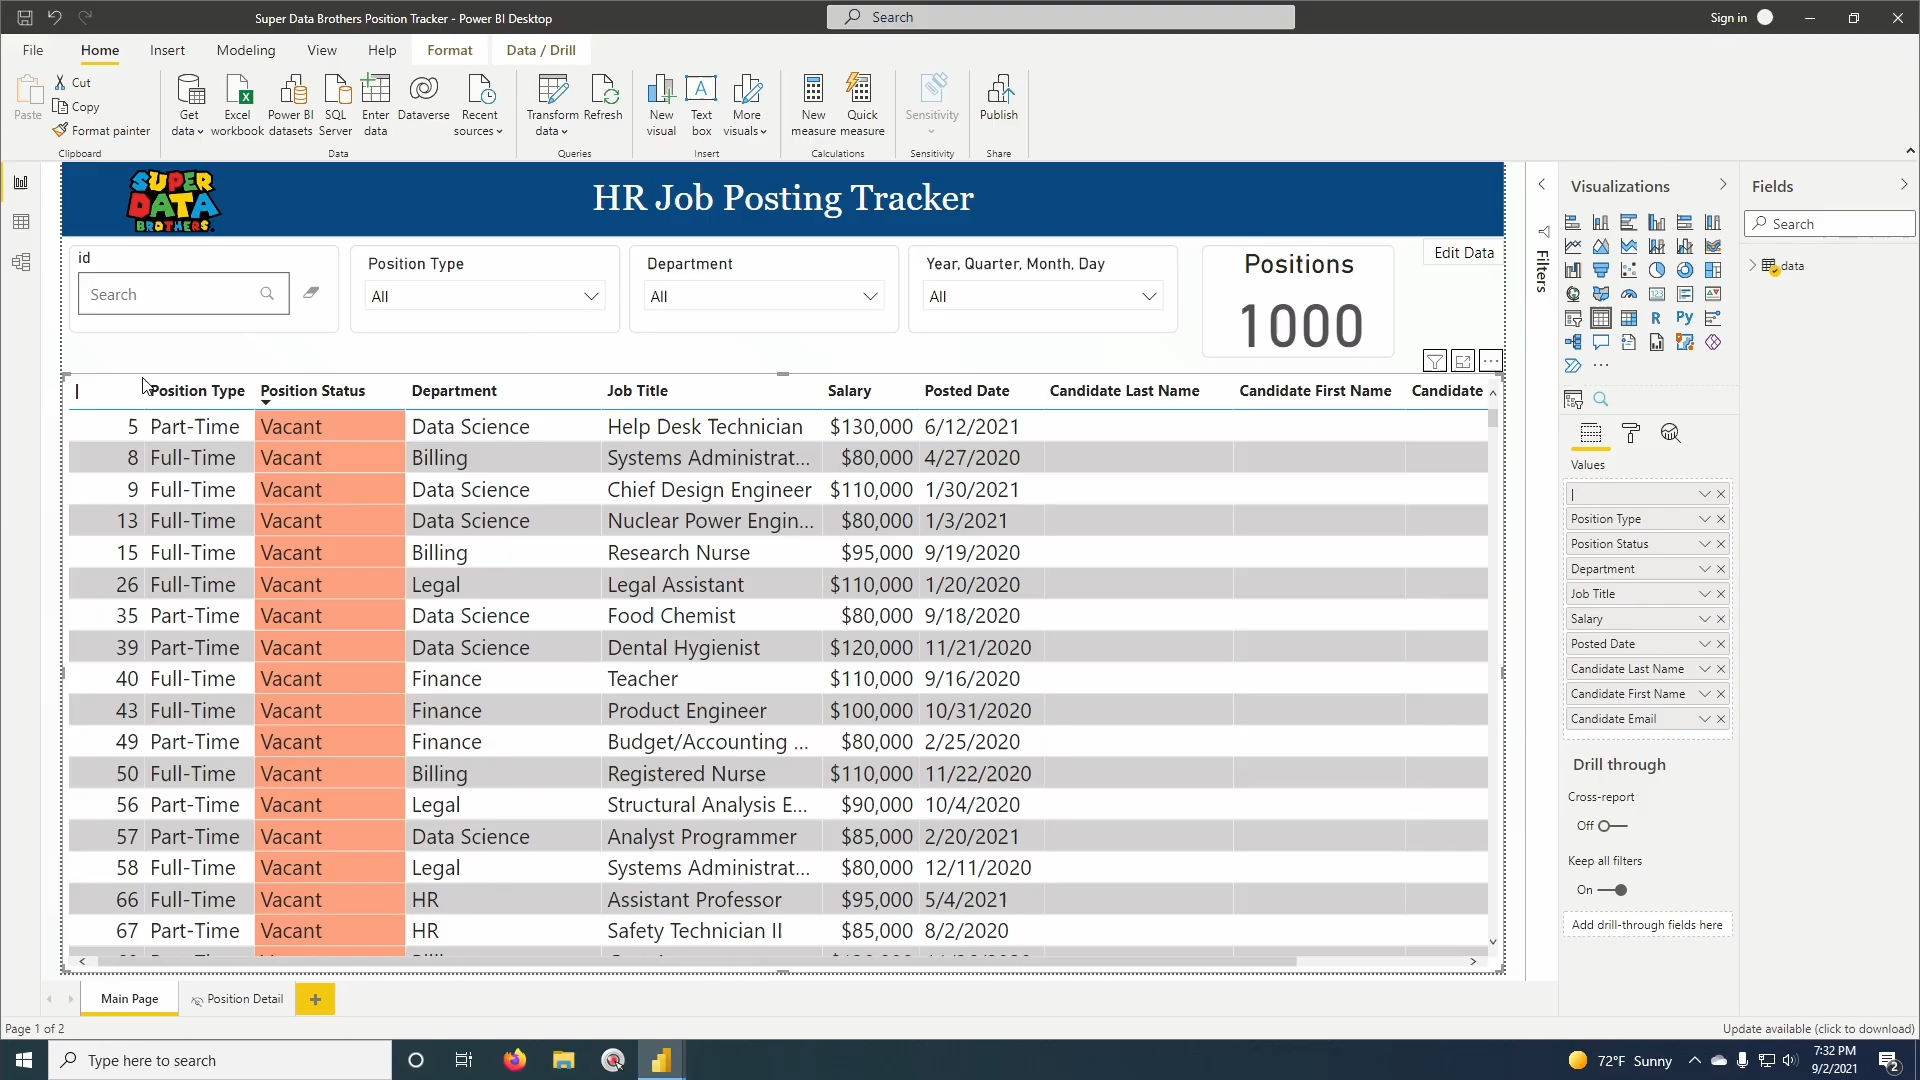 Super Data Brothers Position Tracker - Power BI Desktop
Search
Sign in
File Home Insert Modeling View Help Format Data / Drill
Paste
Cut
Copy
Format painter
Get data
Excel workbook
Power BI datasets
SQL Server
Enter data
Dataverse
Recent sources
Transform data
Refresh
New visual
Text box
More visuals
New measure
Quick measure
Sensitivity
Publish
Clipboard Data Queries Insert Calculations Sensitivity Share
SUPER
DATA
BROTHERS
HR Job Posting Tracker
id
Search
Position Type
All
Department
All
Year, Quarter, Month, Day
All
Positions
1000
Edit Data
| Position Type Position Status Department Job Title Salary Posted Date Candidate Last Name Candidate First Name Candidate
5 Part-Time Vacant Data Science Help Desk Technician $130,000 6/12/2021
8 Full-Time Vacant Billing Systems Administrat... $80,000 4/27/2020
9 Full-Time Vacant Data Science Chief Design Engineer $110,000 1/30/2021
13 Full-Time Vacant Data Science Nuclear Power Engin... $80,000 1/3/2021
15 Full-Time Vacant Billing Research Nurse $95,000 9/19/2020
26 Full-Time Vacant Legal Legal Assistant $110,000 1/20/2020
35 Part-Time Vacant Data Science Food Chemist $80,000 9/18/2020
39 Part-Time Vacant Data Science Dental Hygienist $120,000 11/21/2020
40 Full-Time Vacant Finance Teacher $110,000 9/16/2020
43 Full-Time Vacant Finance Product Engineer $100,000 10/31/2020
49 Part-Time Vacant Finance Budget/Accounting ... $80,000 2/25/2020
50 Full-Time Vacant Billing Registered Nurse $110,000 11/22/2020
56 Part-Time Vacant Legal Structural Analysis E... $90,000 10/4/2020
57 Part-Time Vacant Data Science Analyst Programmer $85,000 2/20/2021
58 Full-Time Vacant Legal Systems Administrat... $80,000 12/11/2020
66 Full-Time Vacant HR Assistant Professor $95,000 5/4/2021
67 Part-Time Vacant HR Safety Technician II $85,000 8/2/2020
Filters
Visualizations
R
Py
123
Values
|
Position Type
Position Status
Department
Job Title
Salary
Posted Date
Candidate Last Name
Candidate First Name
Candidate Email
Drill through
Cross-report
Off
Keep all filters
On
Add drill-through fields here
Fields
Search
data
Main Page
Position Detail
Page 1 of 2
Update available (click to download)
Type here to search
72°F Sunny
7:32 PM
9/2/2021
2